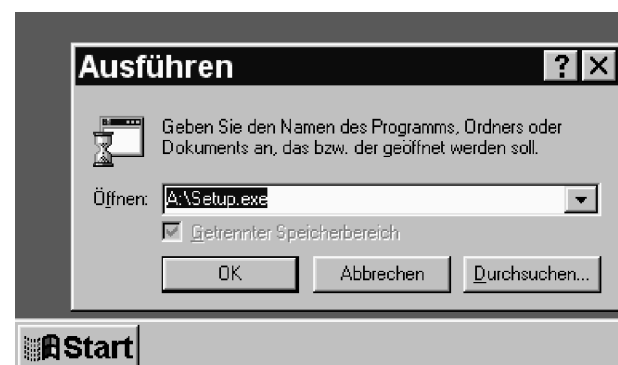 Ausführen
Geben Sie den Namen des Programms, Ordners oder
Dokuments an, das bzw. der geöffnet werden soll.
Öffnen: A:\Setup.exe
Getrennter Speicherbereich
OK Abbrechen Durchsuchen...
Start